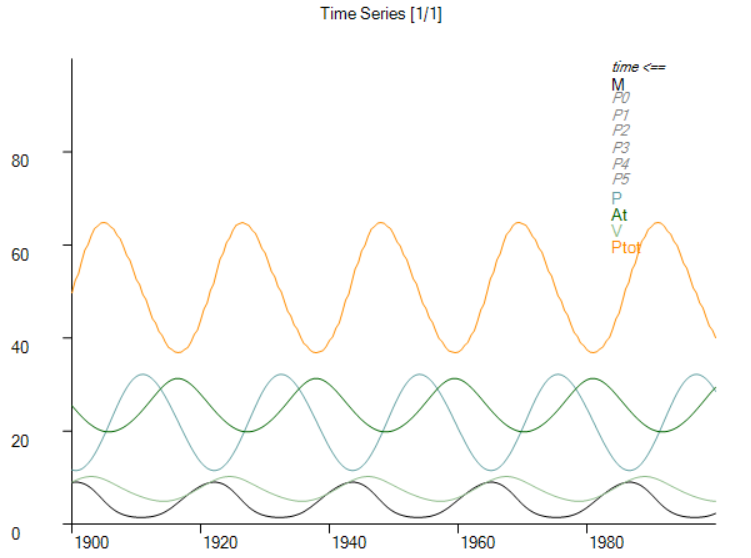 Time Series [1/1]
time <==
M
P0
P1
P2
P3
P4
P5
P
At
V
Ptot
80
60
40
20
0
1900 1920 1940 1960 1980